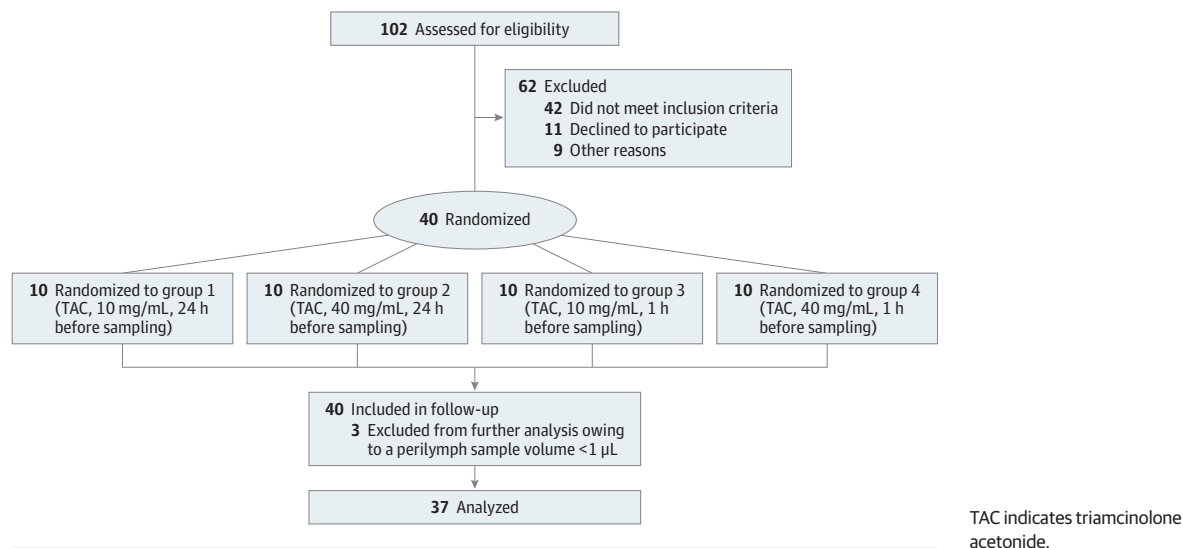 102 Assessed for eligibility
62 Excluded
42 Did not meet inclusion criteria
11 Declined to participate
9 Other reasons
40 Randomized
10 Randomized to group 1
(TAC, 10 mg/mL, 24 h
before sampling)
10 Randomized to group 2
(TAC, 40 mg/mL, 24 h
before sampling)
10 Randomized to group 3
(TAC, 10 mg/mL, 1 h
before sampling)
10 Randomized to group 4
(TAC, 40 mg/mL, 1 h
before sampling)
40 Included in follow-up
3 Excluded from further analysis owing
to a perilymph sample volume <1 μL
37 Analyzed
TAC indicates triamcinolone
acetonide.